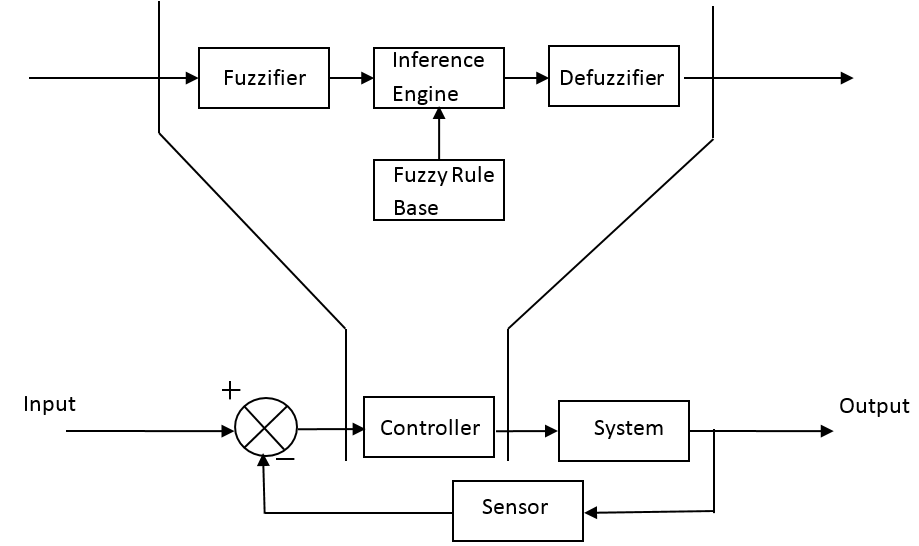 Fuzzifier
Inference
Engine
Defuzzifier
Fuzzy Rule
Base
+
Input
Controller
System
Output
−
Sensor